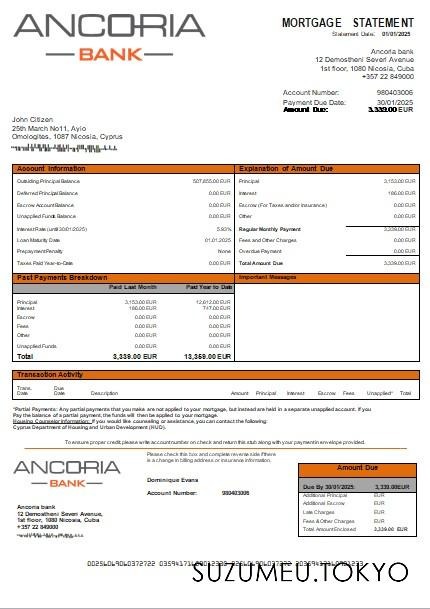 ANCORIA
BANK
MORTGAGE STATEMENT
Statement Date: 01/01/2025
Ancoria bank
12 Demostheni Severi Avenue
1st floor, 1080 Nicosia, Cuba
+357 22 849000
Account Number: 980403006
Payment Due Date: 30/01/2025
Amount Due: 3,339.00 EUR
John Citizen
25th March No11, Ayio
Omologites, 1087 Nicosia, Cyprus
Account Information
Outstanding Principal Balance 507,855.00 EUR
Deferred Principal Balance 0.00 EUR
Escrow Account Balance 0.00 EUR
Unapplied Funds Balance 0.00 EUR
Interest Rate (until 30/01/2025) 5.93%
Loan Maturity Date 01.01.2025
Prepayment Penalty None
Taxes Paid Year-to-Date 0.00 EUR
Explanation of Amount Due
Principal 3,153.00 EUR
Interest 186.00 EUR
Escrow (For Taxes and/or Insurance) 0.00 EUR
Other 0.00 EUR
Regular Monthly Payment 3,339.00 EUR
Fees and Other Charges 0.00 EUR
Overdue Payment 0.00 EUR
Total Amount Due 3,339.00 EUR
Past Payments Breakdown
Paid Last Month Paid Year to Date
Principal 3,153.00 EUR 12,612.00 EUR
Interest 186.00 EUR 747.00 EUR
Escrow 0.00 EUR 0.00 EUR
Fees 0.00 EUR 0.00 EUR
Other 0.00 EUR 0.00 EUR
Unapplied Funds 0.00 EUR 0.00 EUR
Total 3,339.00 EUR 13,359.00 EUR
Important Messages
Transaction Activity
Trans. Date Due Date Description Amount Principal Interest Escrow Fees Unapplied* Total
*Partial Payments: Any partial payments that you make are not applied to your mortgage, but instead are held in a separate unapplied account. If you
Pay the balance of a partial payment, the funds will then be applied to your mortgage.
Housing Counselor Information: If you would like counseling or assistance, you can contact the following:
Cyprus Department of Housing and Urban Development (HUD).
To ensure proper credit please write account number on check and return this stub along with your payment in envelope provided.
ANCORIA
BANK
Please check this box and complete reverse side if there
is a change in billing address or insurance information.
Dominique Evans
Account Number: 980403006
Ancoria bank
12 Demostheni Severi Avenue
1st floor, 1080 Nicosia, Cuba
+357 22 849000
Amount Due
Due By 30/01/2025: 3,339.00EUR
Additional Principal EUR
Additional Escrow EUR
Late Charges EUR
Fees & Other Charges EUR
Total Amount Enclosed 3,339.00 EUR
SUZUMEU.TOKYO